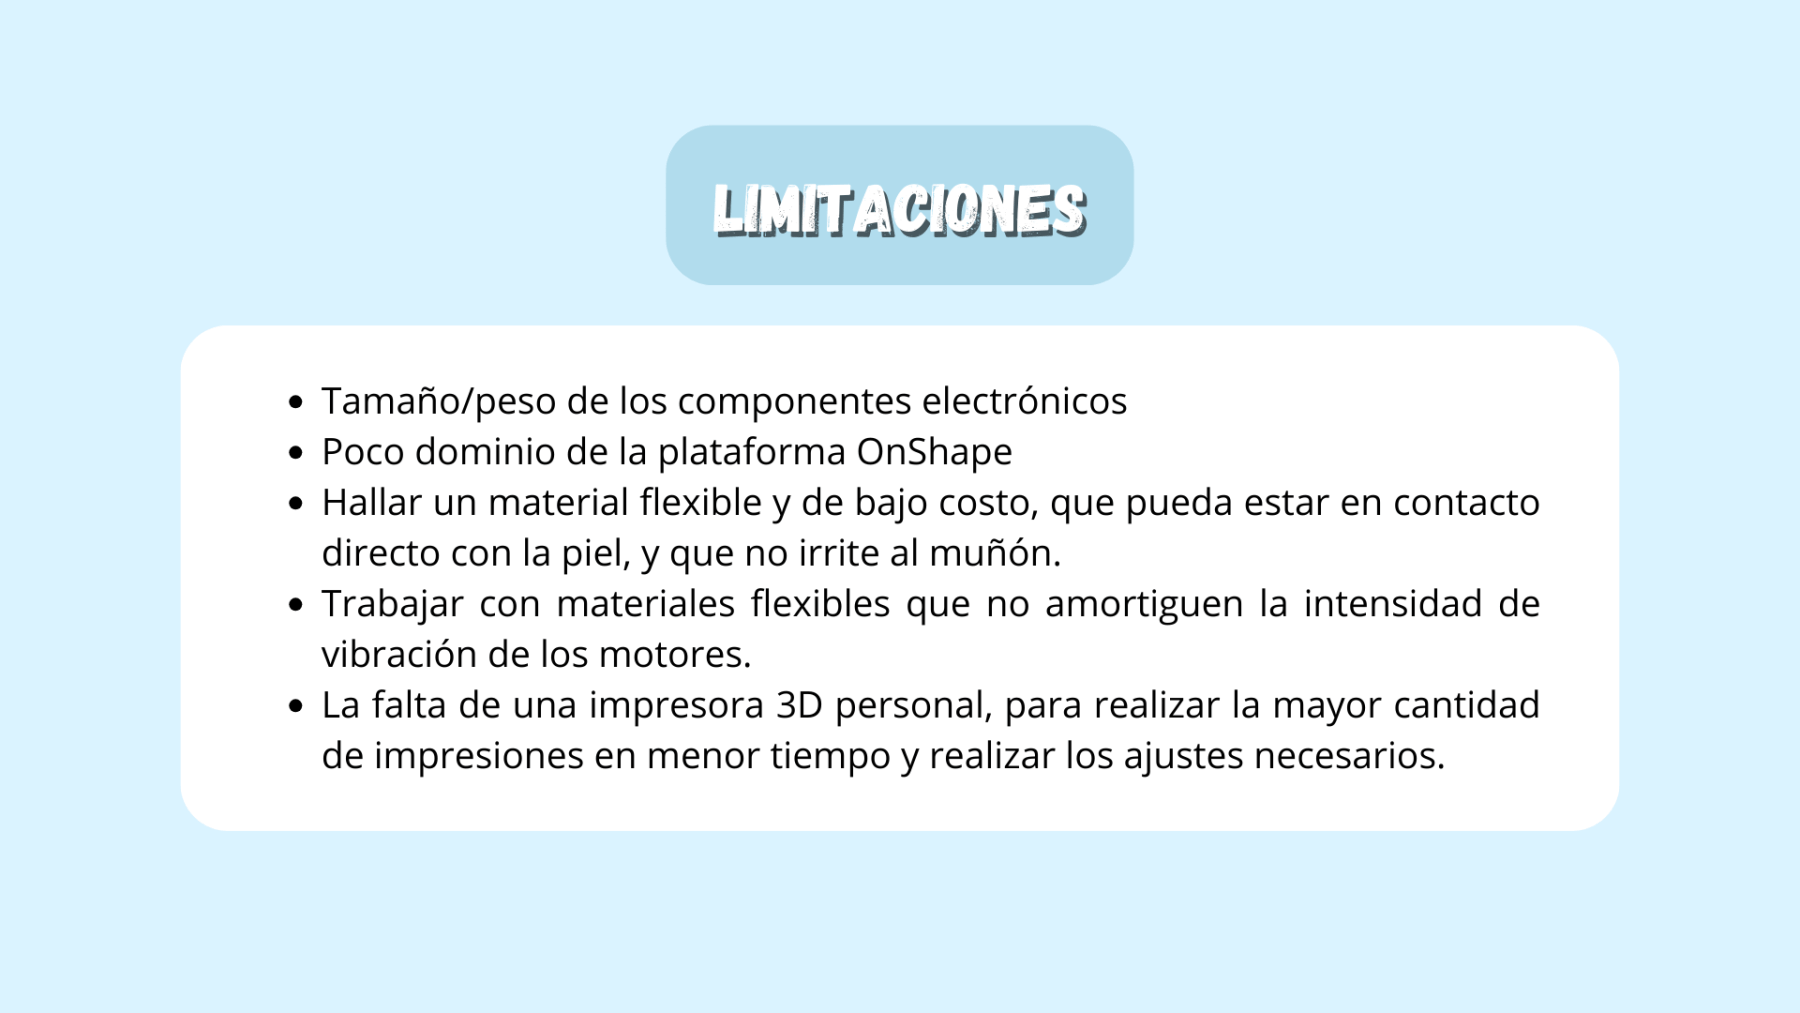 LIMITACIONES
• Tamaño/peso de los componentes electrónicos
• Poco dominio de la plataforma OnShape
• Hallar un material flexible y de bajo costo, que pueda estar en contacto
directo con la piel, y que no irrite al muñón.
• Trabajar con materiales flexibles que no amortiguen la intensidad de
vibración de los motores.
• La falta de una impresora 3D personal, para realizar la mayor cantidad
de impresiones en menor tiempo y realizar los ajustes necesarios.